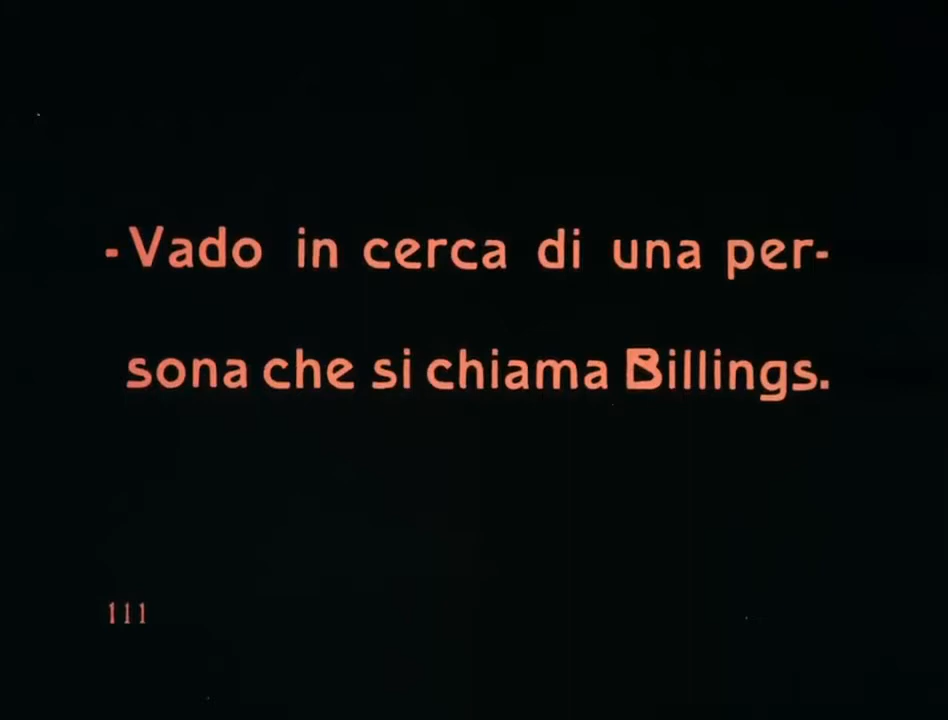 -Vado in cerca di una per-
sona che si chiama Billings.
111